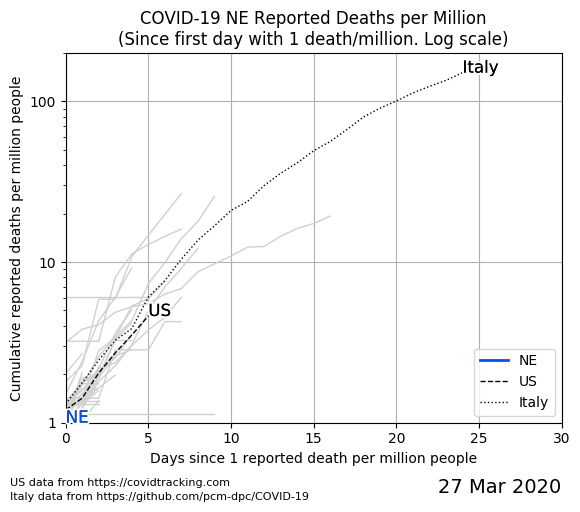 COVID-19 NE Reported Deaths per Million
(Since first day with 1 death/million. Log scale)
Cumulative reported deaths per million people
100
10
1
Italy
US
NE
NE
US
Italy
0 5 10 15 20 25 30
Days since 1 reported death per million people
US data from https://covidtracking.com
Italy data from https://github.com/pcm-dpc/COVID-19
27 Mar 2020